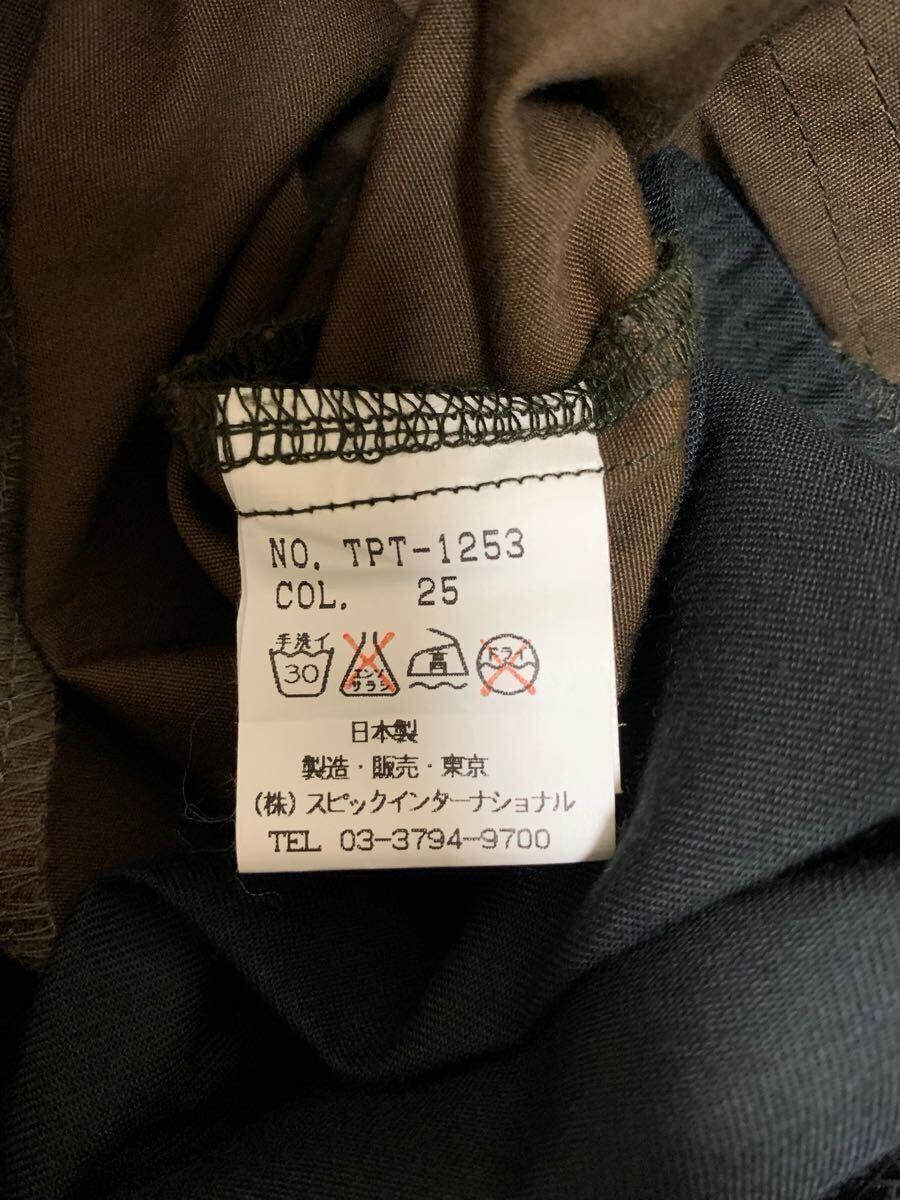 NO. TPT-1253
COL. 25
手洗イ 30 エンソサラシ 高 ドライ
日本製
製造・販売・東京
(株)スピックインターナショナル
TEL 03-3794-9700